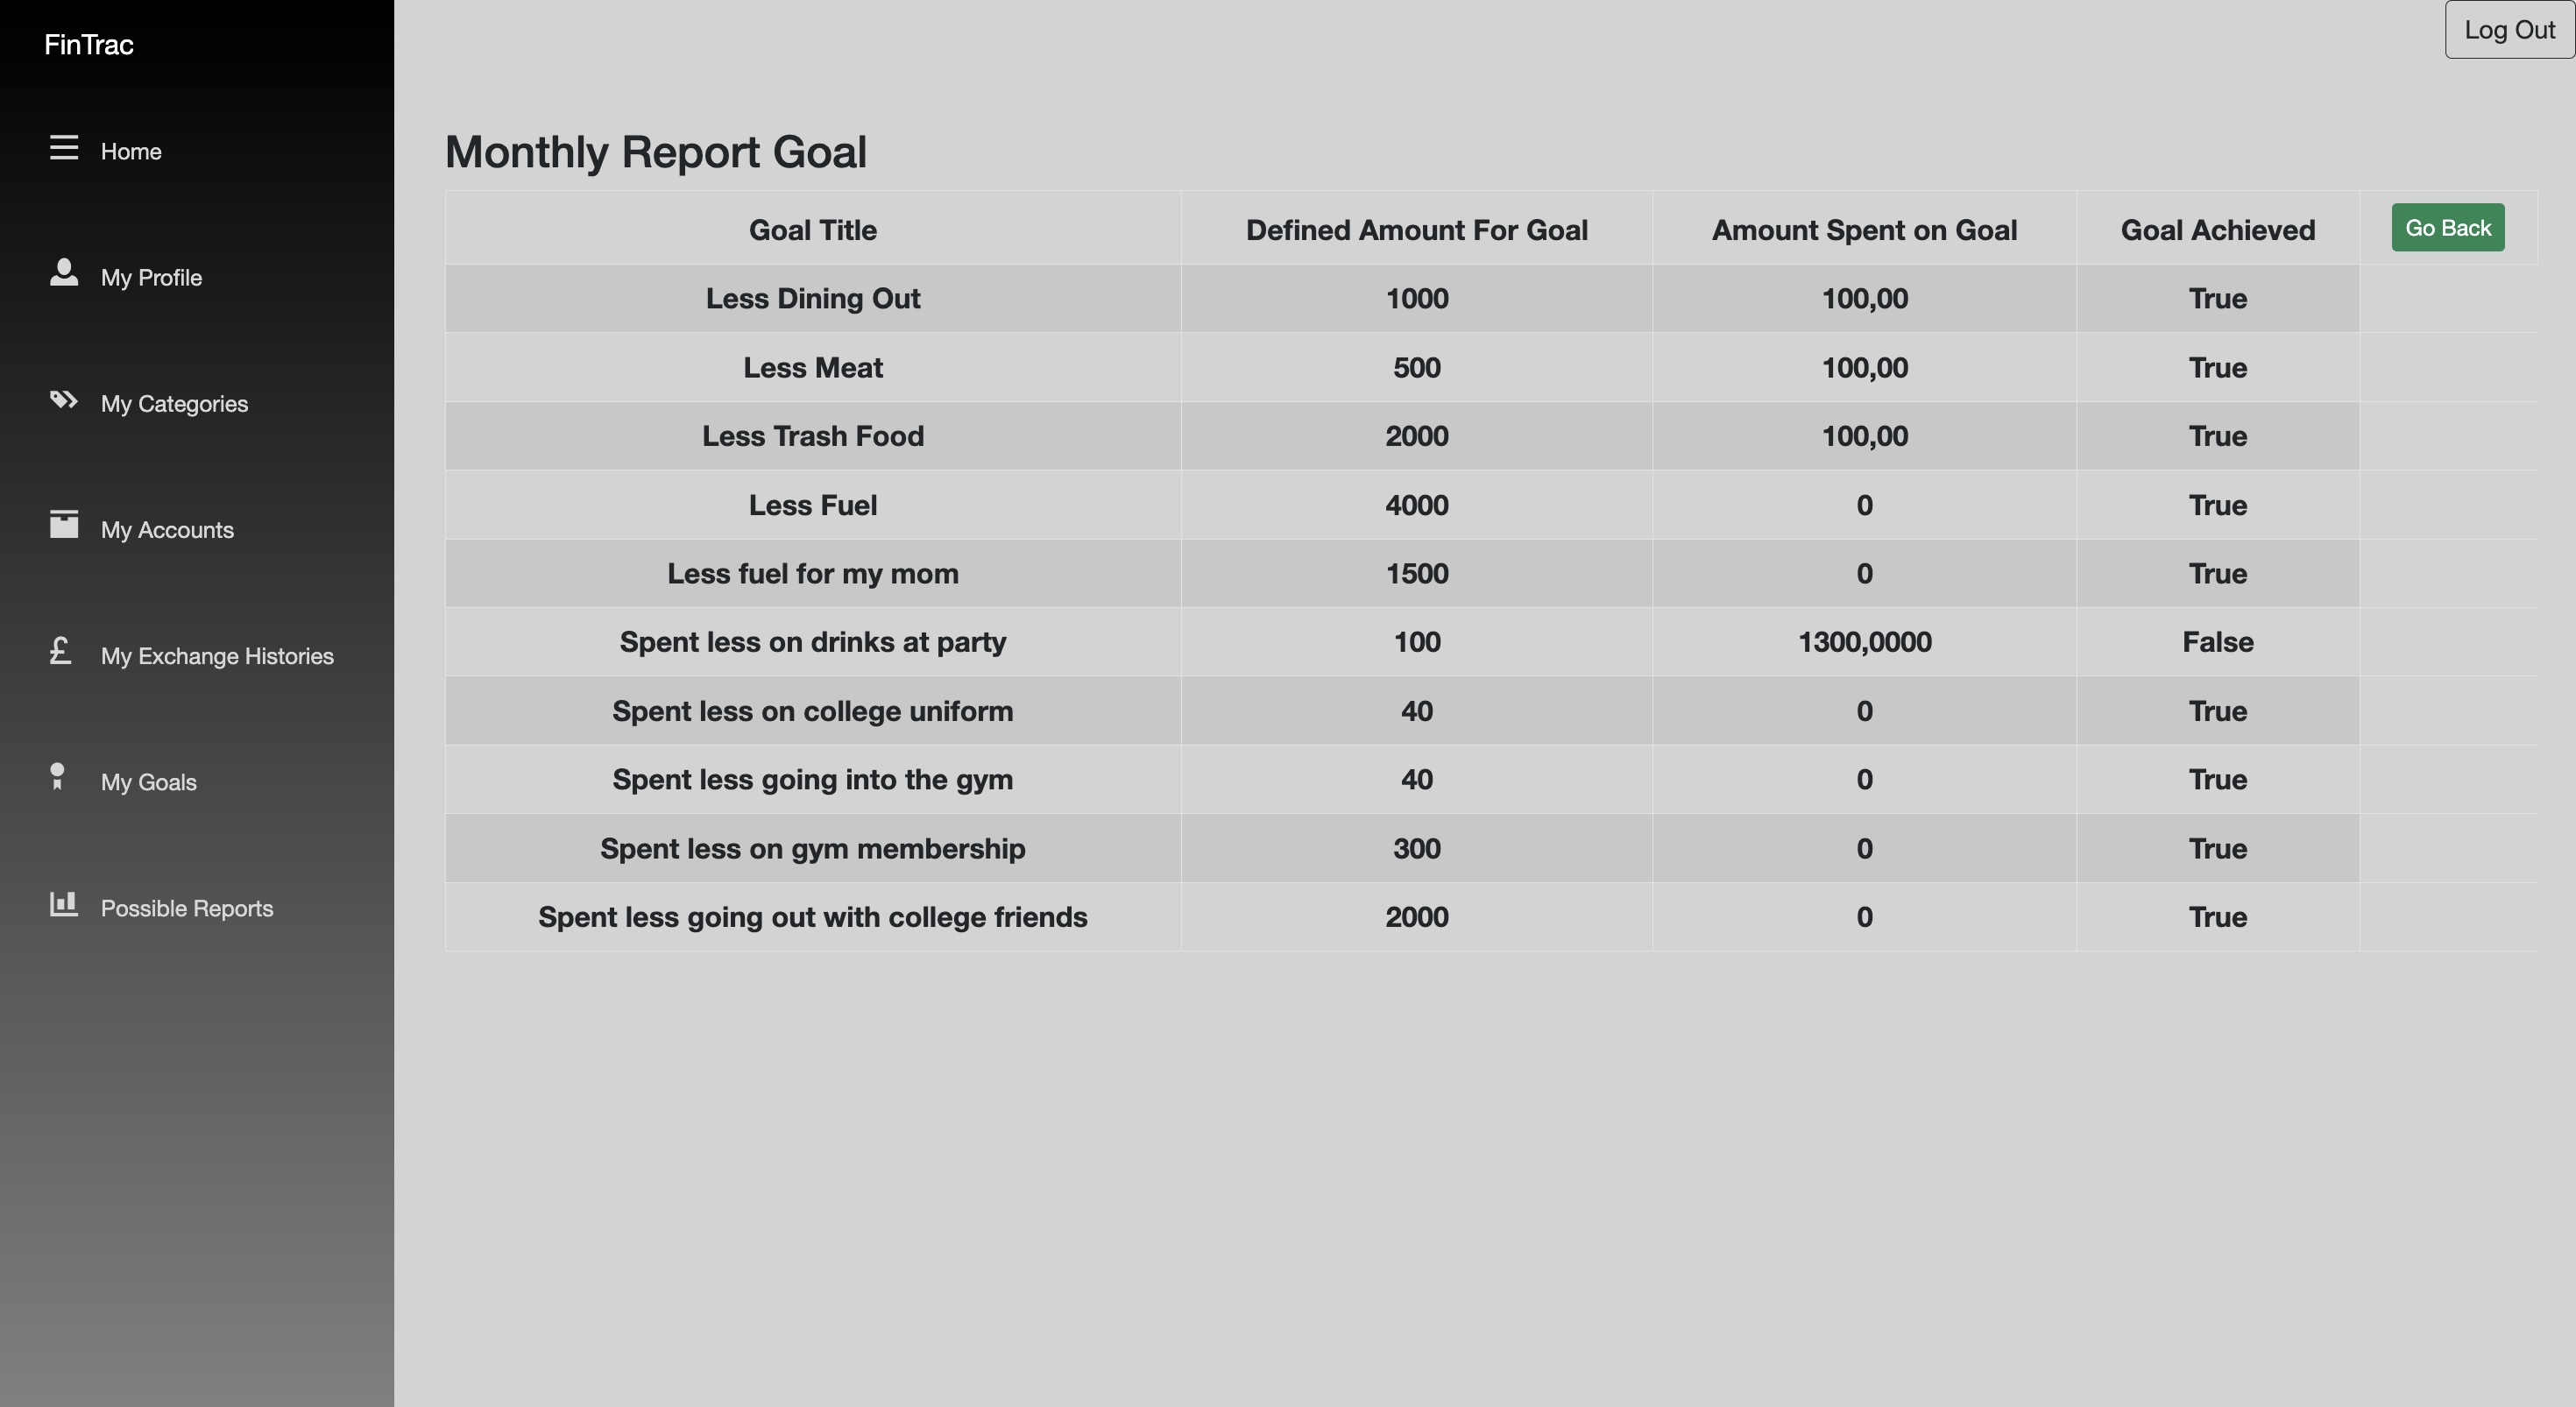 FinTrac
Log Out
Home
My Profile
My Categories
My Accounts
My Exchange Histories
My Goals
Possible Reports
Monthly Report Goal
Goal Title Defined Amount For Goal Amount Spent on Goal Goal Achieved Go Back
Less Dining Out 1000 100,00 True
Less Meat 500 100,00 True
Less Trash Food 2000 100,00 True
Less Fuel 4000 0 True
Less fuel for my mom 1500 0 True
Spent less on drinks at party 100 1300,0000 False
Spent less on college uniform 40 0 True
Spent less going into the gym 40 0 True
Spent less on gym membership 300 0 True
Spent less going out with college friends 2000 0 True